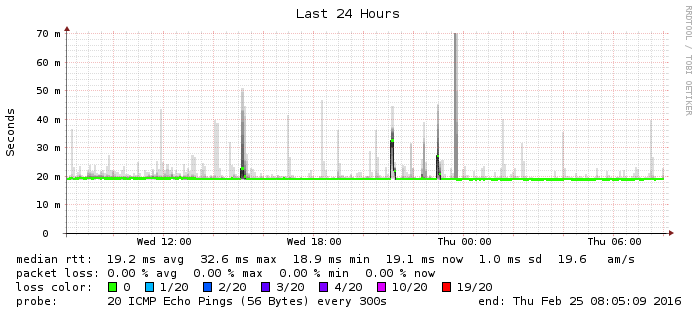 Last 24 Hours
RRDTOOL / TOBI OETIKER
Seconds
70 m
60 m
50 m
40 m
30 m
20 m
10 m
0
Wed 12:00 Wed 18:00 Thu 00:00 Thu 06:00
median rtt: 19.2 ms avg 32.6 ms max 18.9 ms min 19.1 ms now 1.0 ms sd 19.6 am/s
packet loss: 0.00 % avg 0.00 % max 0.00 % min 0.00 % now
loss color: 0 1/20 2/20 3/20 4/20 10/20 19/20
probe: 20 ICMP Echo Pings (56 Bytes) every 300s end: Thu Feb 25 08:05:09 2016